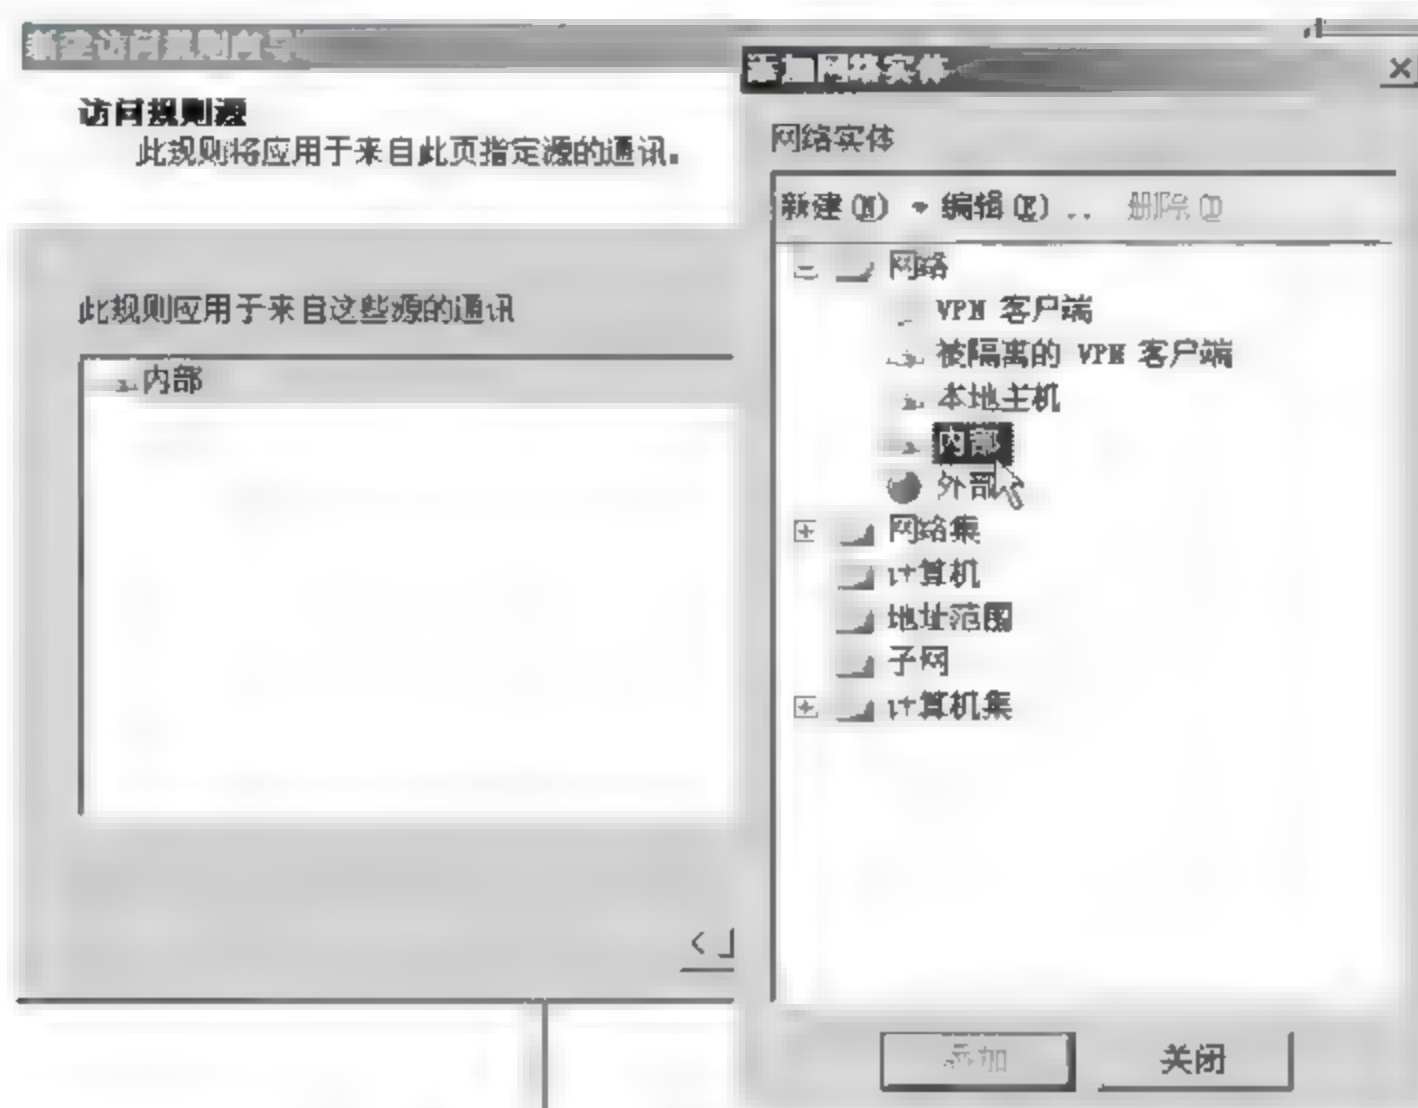 新建访问规则向导
访问规则源
此规则将应用于来自此页指定源的通讯。
此规则应用于来自这些源的通讯
内部
<
添加网络实体
网络实体
新建(N) 编辑(E)... 删除(D)
网络
VPN 客户端
被隔离的 VPN 客户端
本地主机
内部
外部
网络集
计算机
地址范围
子网
计算机集
添加 关闭